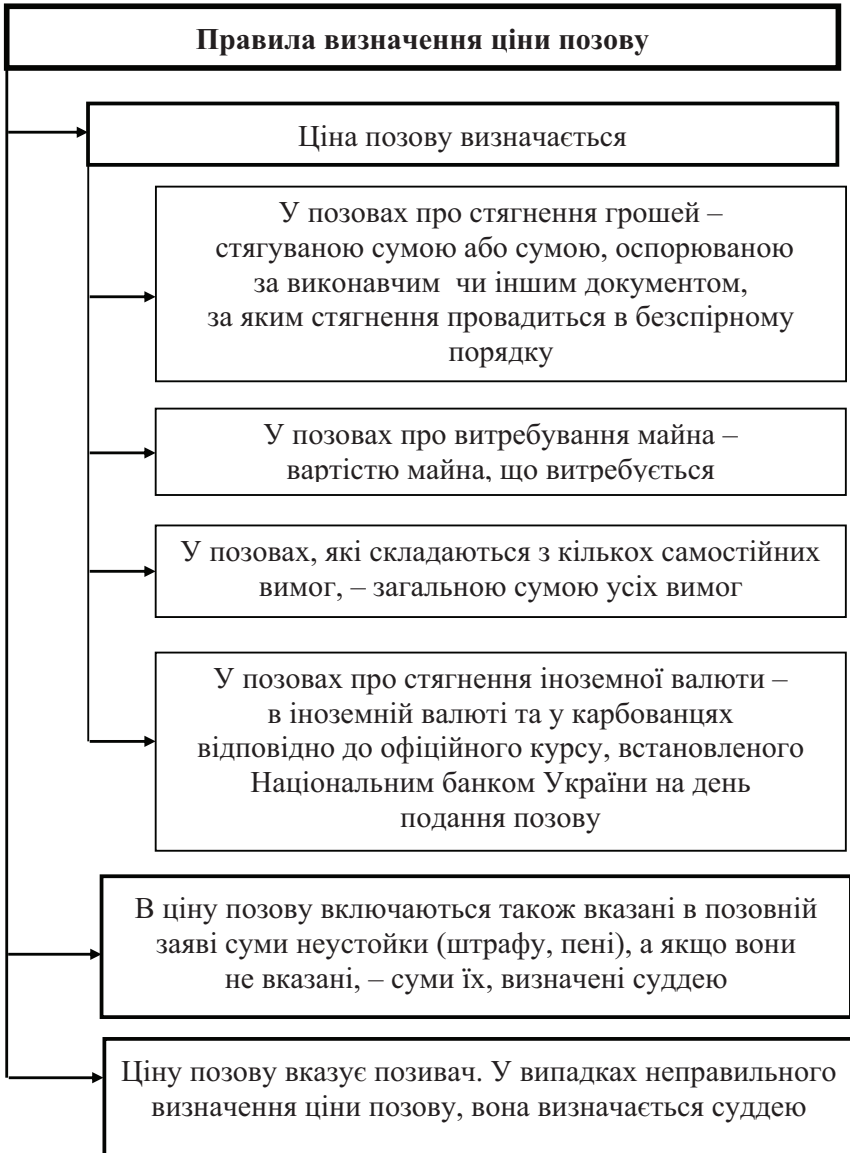 Правила визначення ціни позову
Ціна позову визначається
У позовах про стягнення грошей –
стягуваною сумою або сумою, оспорюваною
за виконавчим чи іншим документом,
за яким стягнення провадиться в безспірному
порядку
У позовах про витребування майна –
вартістю майна, що витребується
У позовах, які складаються з кількох самостійних
вимог, – загальною сумою усіх вимог
У позовах про стягнення іноземної валюти –
в іноземній валюті та у карбованцях
відповідно до офіційного курсу, встановленого
Національним банком України на день
подання позову
В ціну позову включаються також вказані в позовній
заяві суми неустойки (штрафу, пені), а якщо вони
не вказані, – суми їх, визначені суддею
Ціну позову вказує позивач. У випадках неправильного
визначення ціни позову, вона визначається суддею